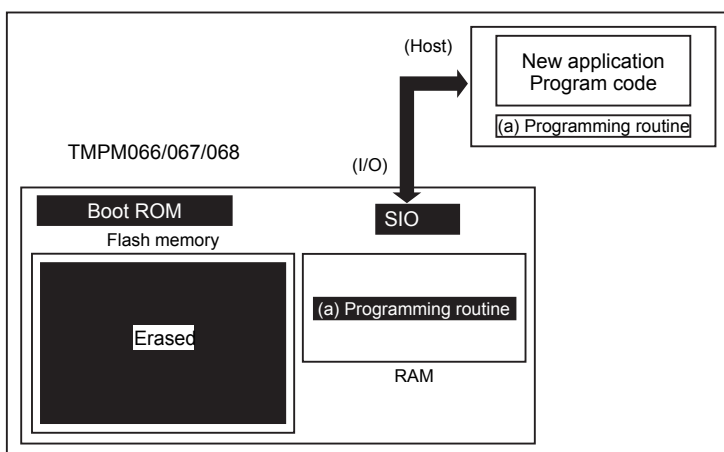 (Host)
New application
Program code
(a) Programming routine
TMPM066/067/068
(I/O)
Boot ROM
SIO
Flash memory
(a) Programming routine
Erased
RAM